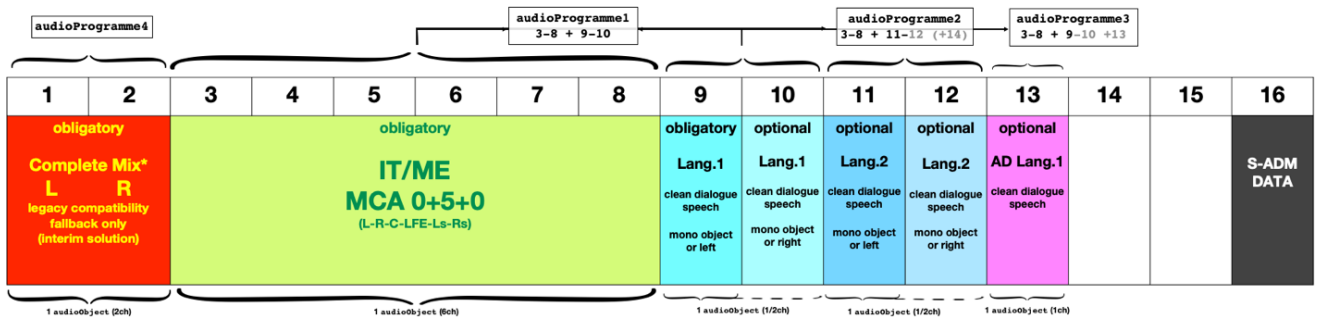 audioProgramme4
audioProgramme1
3-8 + 9-10
audioProgramme2
3-8 + 11-12 (+14)
audioProgramme3
3-8 + 9-10 +13
1 2 3 4 5 6 7 8 9 10 11 12 13 14 15 16
obligatory
Complete Mix*
L R
legacy compatibility
fallback only
(interim solution)
obligatory
IT/ME
MCA 0+5+0
(L-R-C-LFE-Ls-Rs)
obligatory
Lang.1
clean dialogue
speech
mono object
or left
optional
Lang.1
clean dialogue
speech
mono object
or right
optional
Lang.2
clean dialogue
speech
mono object
or left
optional
Lang.2
clean dialogue
speech
mono object
or right
optional
AD Lang.1
clean dialogue
speech
S-ADM
DATA
1 audioObject (2ch)
1 audioObject (6ch)
1 audioObject (1/2ch)
1 audioObject (1/2ch)
1 audioObject (1ch)